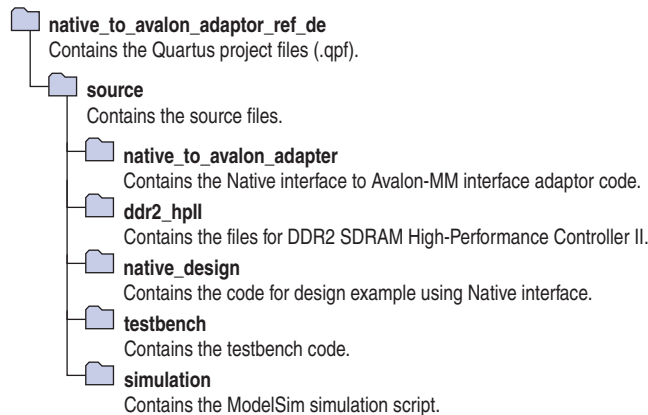 native_to_avalon_adaptor_ref_de
Contains the Quartus project files (.qpf).
source
Contains the source files.
native_to_avalon_adapter
Contains the Native interface to Avalon-MM interface adaptor code.
ddr2_hpII
Contains the files for DDR2 SDRAM High-Performance Controller II.
native_design
Contains the code for design example using Native interface.
testbench
Contains the testbench code.
simulation
Contains the ModelSim simulation script.